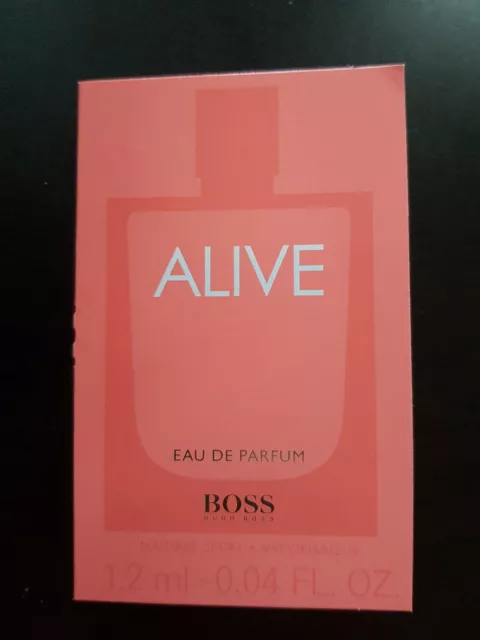 ALIVE
EAU DE PARFUM
BOSS
HUGO BOSS
NATURAL SPRAY • VAPORISATEUR
1.2 ml - 0.04 FL. OZ.